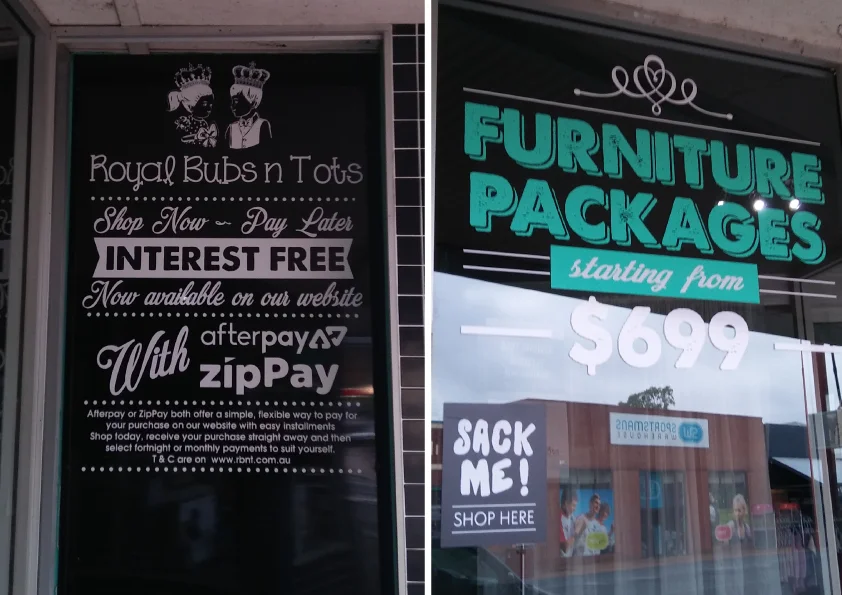 Royal Bubs n Tots
Shop Now ~ Pay Later
INTEREST FREE
Now available on our website
With
afterpay
zipPay
Afterpay or ZipPay both offer a simple, flexible way to pay for
your purchase on our website with easy installments
Shop today, receive your purchase straight away and then
select fortnight or monthly payments to suit yourself.
T & C are on www.rbnt.com.au
FURNITURE
PACKAGES
starting from
$699
SPORTSMANS
WAREHOUSE
SACK
ME!
SHOP HERE